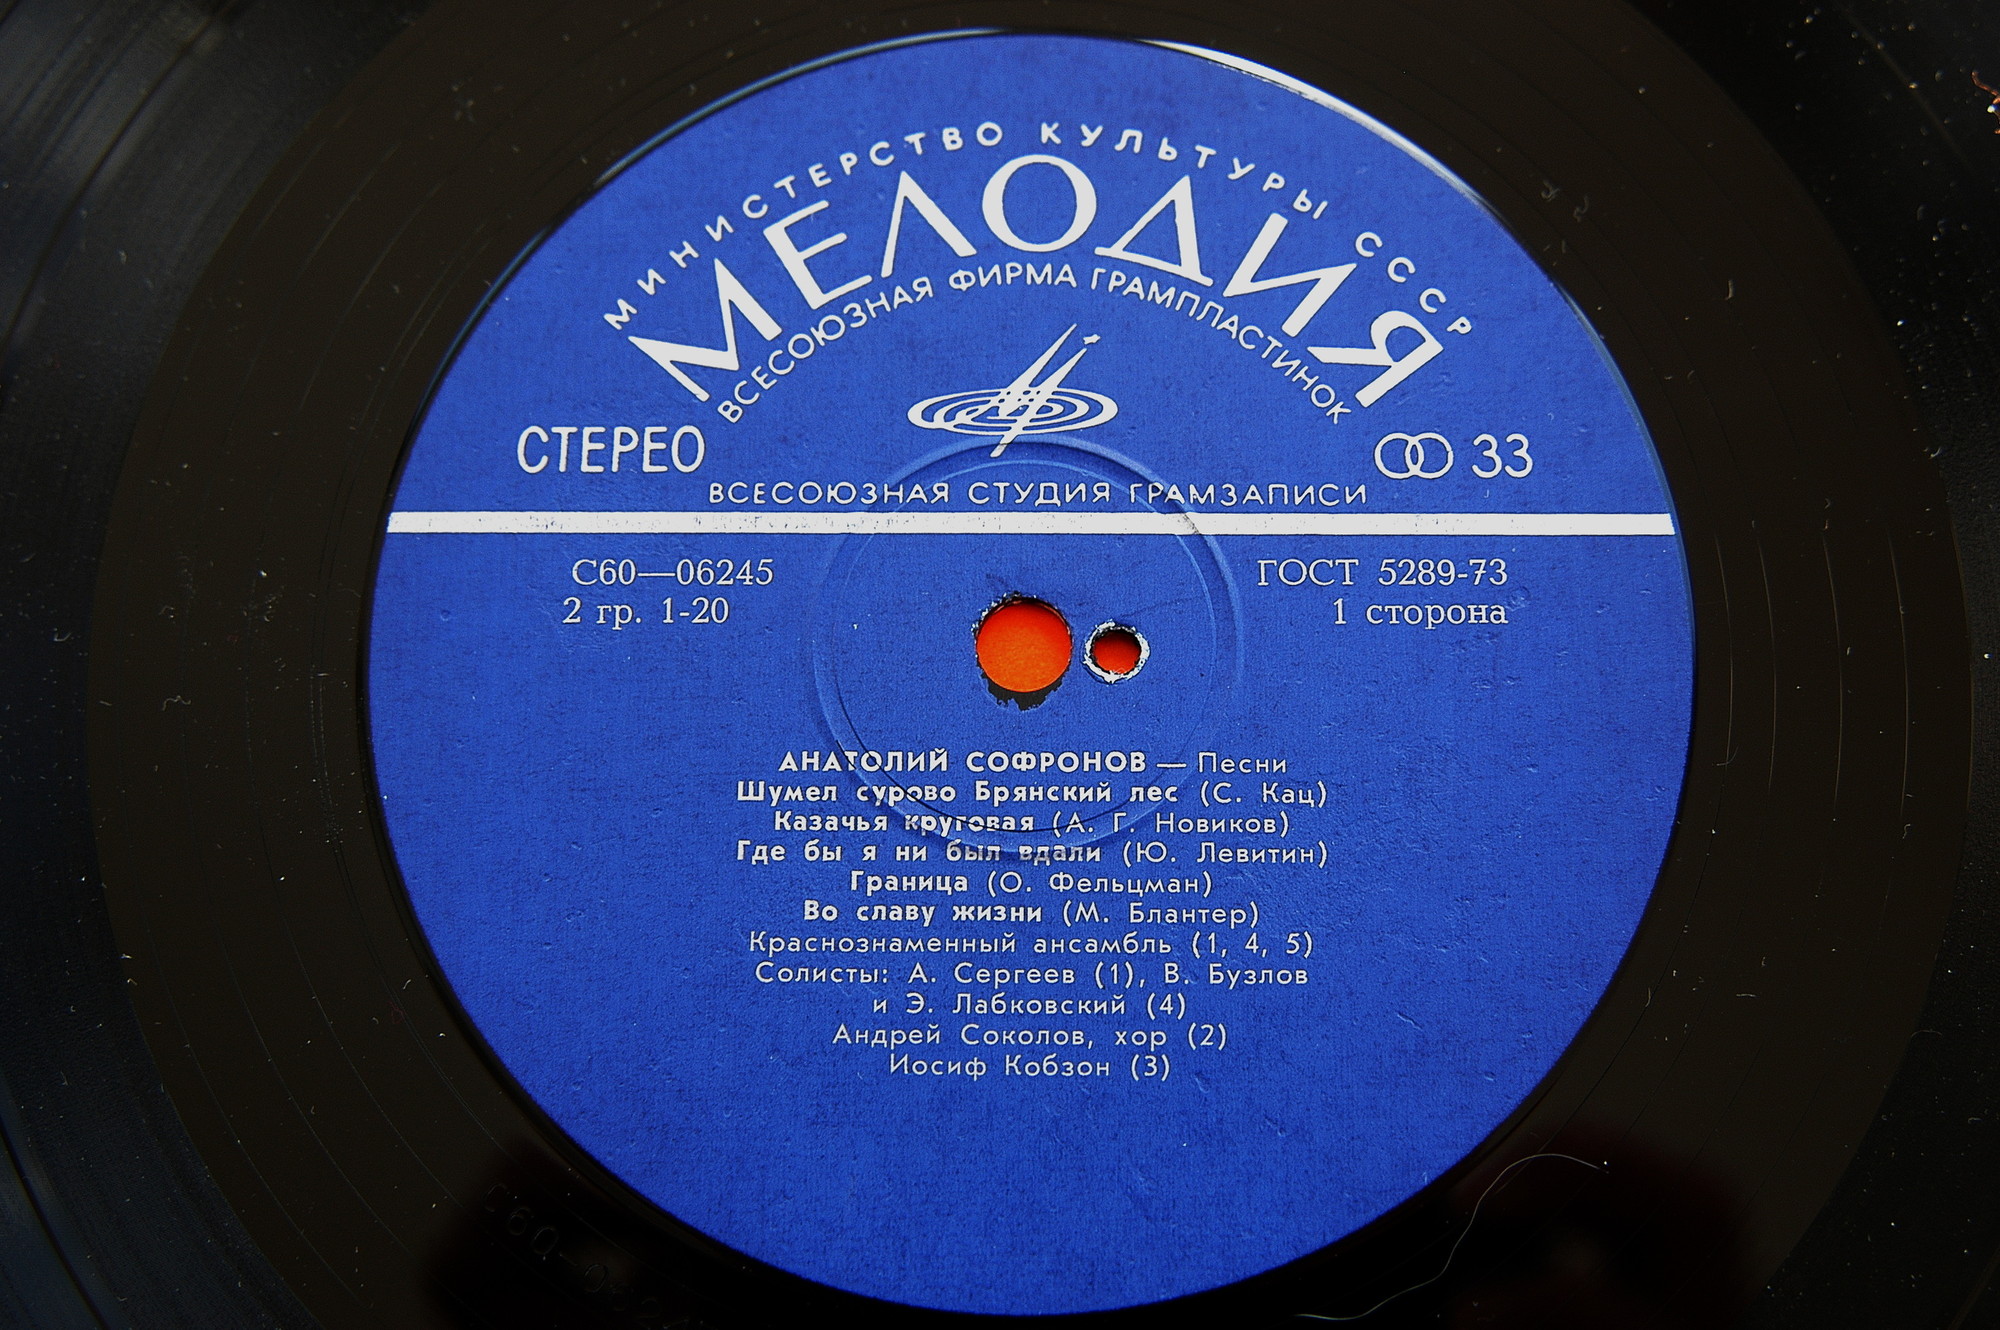 МИНИСТЕРСТВО КУЛЬТУРЫ СССР
МЕЛОДИЯ
ВСЕСОЮЗНАЯ ФИРМА ГРАМПЛАСТИНОК
СТЕРЕО
33
ВСЕСОЮЗНАЯ СТУДИЯ ГРАМЗАПИСИ
С60—06245
ГОСТ 5289-73
2 гр. 1-20
1 сторона
АНАТОЛИЙ СОФРОНОВ — Песни
Шумел сурово Брянский лес (С. Кац)
Казачья круговая (А. Г. Новиков)
Где бы я ни был вдали (Ю. Левитин)
Граница (О. Фельцман)
Во славу жизни (М. Блантер)
Краснознаменный ансамбль (1, 4, 5)
Солисты: А. Сергеев (1), В. Бузлов
и Э. Лабковский (4)
Андрей Соколов, хор (2)
Иосиф Кобзон (3)